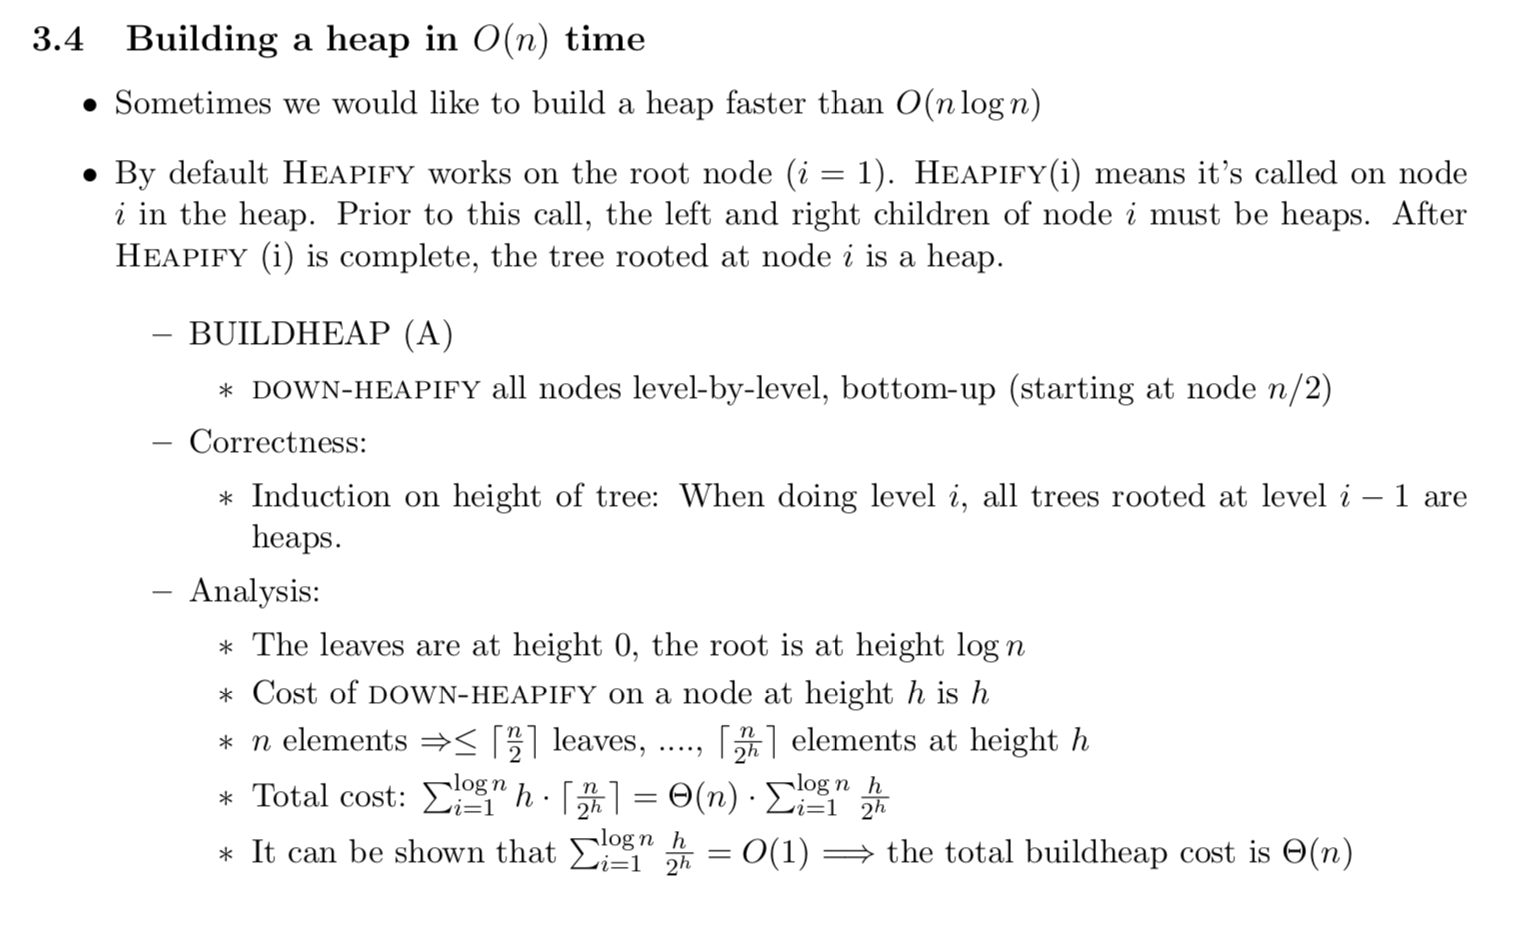 3.4 Building a heap in $O(n)$ time
• Sometimes we would like to build a heap faster than $O(n \log n)$
• By default HEAPIFY works on the root node ($i = 1$). HEAPIFY(i) means it's called on node
$i$ in the heap. Prior to this call, the left and right children of node $i$ must be heaps. After
HEAPIFY (i) is complete, the tree rooted at node $i$ is a heap.
– BUILDHEAP (A)
∗ DOWN-HEAPIFY all nodes level-by-level, bottom-up (starting at node $n/2$)
– Correctness:
∗ Induction on height of tree: When doing level $i$, all trees rooted at level $i - 1$ are
heaps.
– Analysis:
∗ The leaves are at height 0, the root is at height $\log n$
∗ Cost of DOWN-HEAPIFY on a node at height $h$ is $h$
∗ $n$ elements $\Rightarrow \leq \lceil \frac{n}{2} \rceil$ leaves, ...., $\lceil \frac{n}{2^h} \rceil$ elements at height $h$
∗ Total cost: $\sum_{i=1}^{\log n} h \cdot \lceil \frac{n}{2^h} \rceil = \Theta(n) \cdot \sum_{i=1}^{\log n} \frac{h}{2^h}$
∗ It can be shown that $\sum_{i=1}^{\log n} \frac{h}{2^h} = O(1) \Longrightarrow$ the total buildheap cost is $\Theta(n)$